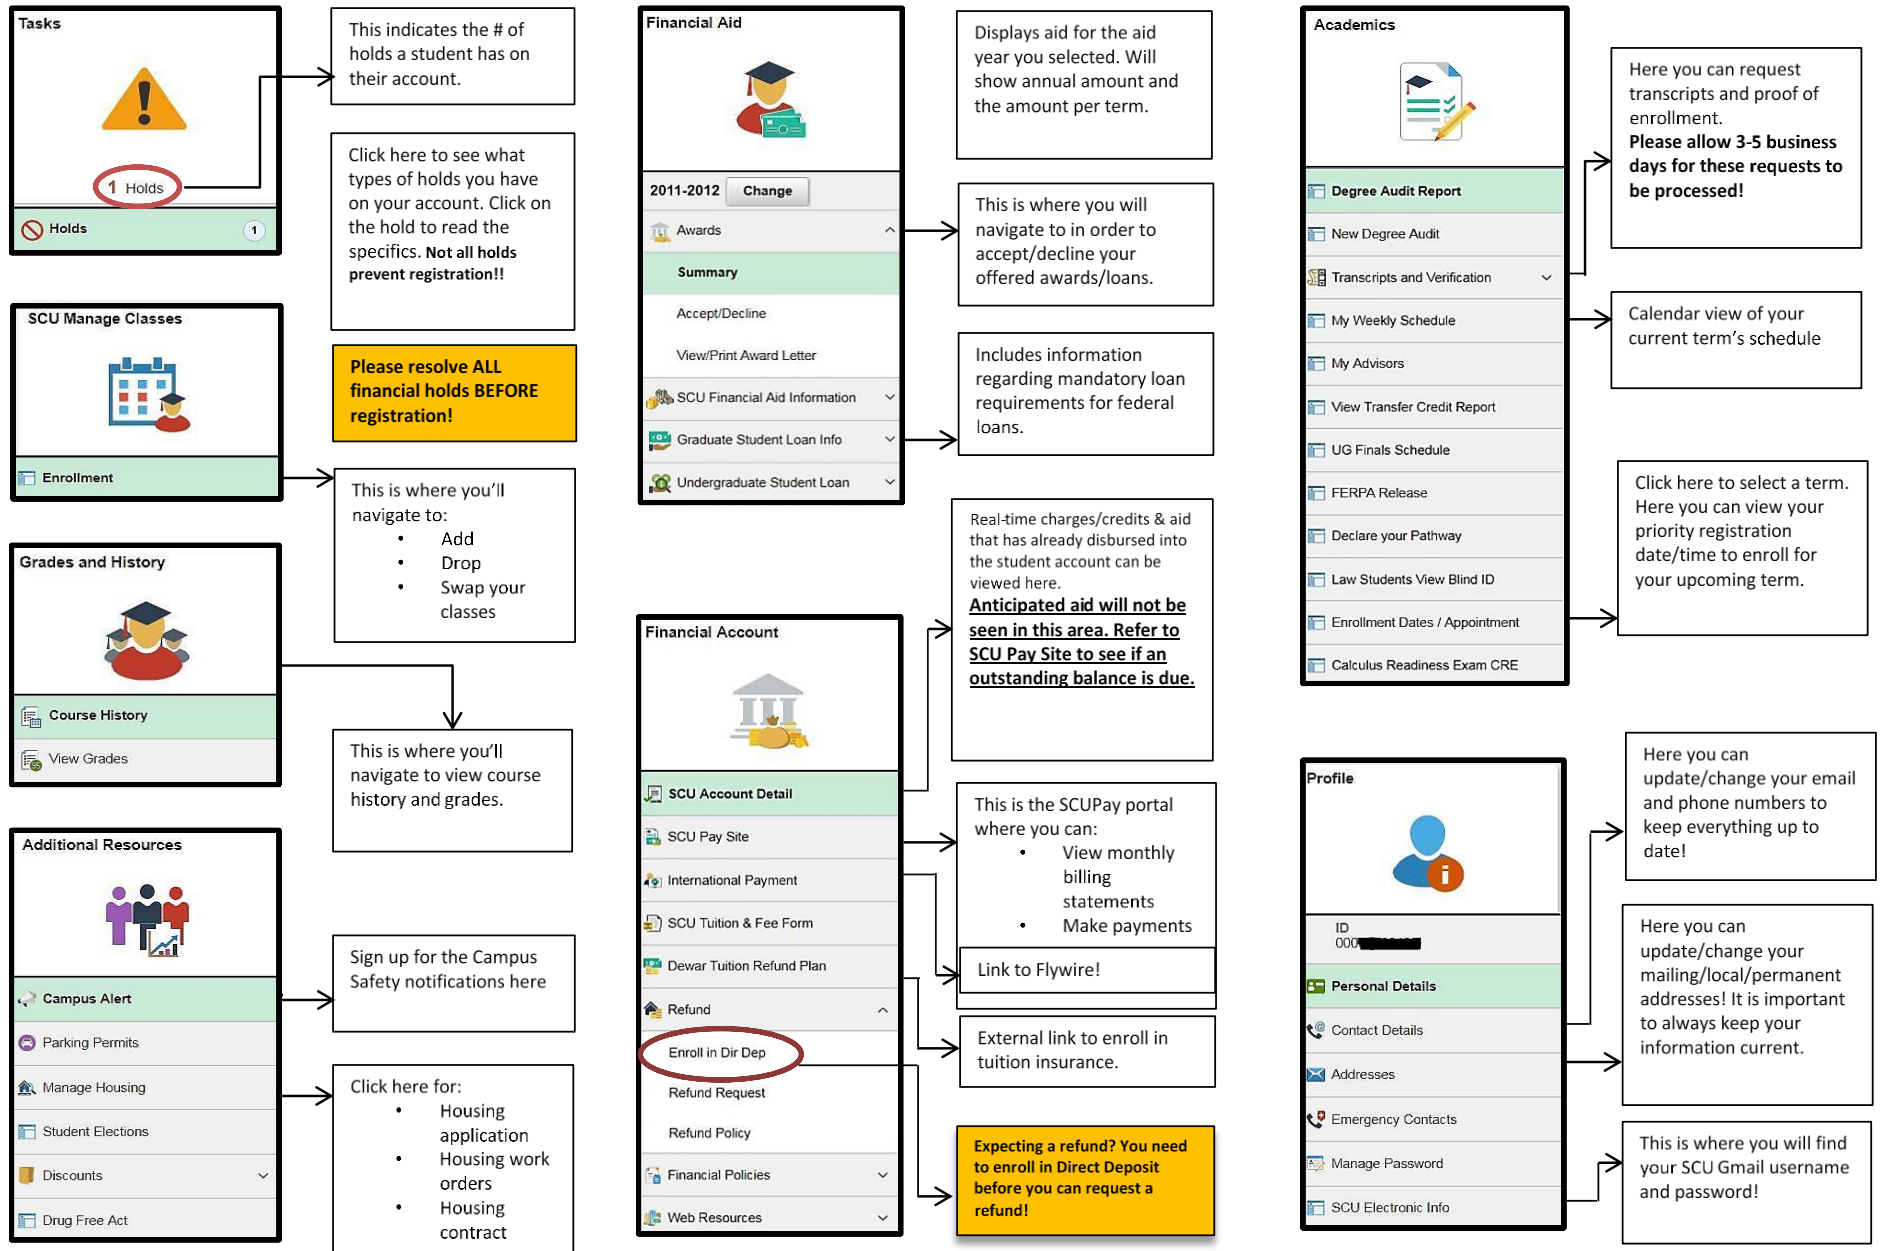 Tasks
1 Holds
Holds
1
This indicates the # of
holds a student has on
their account.
Click here to see what
types of holds you have
on your account. Click on
the hold to read the
specifics. Not all holds
prevent registration!!
Please resolve ALL
financial holds BEFORE
registration!
SCU Manage Classes
Enrollment
This is where you'll
navigate to:
• Add
• Drop
• Swap your
classes
Grades and History
Course History
View Grades
This is where you'll
navigate to view course
history and grades.
Additional Resources
Campus Alert
Parking Permits
Manage Housing
Student Elections
Discounts
Drug Free Act
Sign up for the Campus
Safety notifications here
Click here for:
• Housing
application
• Housing work
orders
• Housing
contract
Financial Aid
2011-2012 Change
Awards
Summary
Accept/Decline
View/Print Award Letter
SCU Financial Aid Information
Graduate Student Loan Info
Undergraduate Student Loan
Displays aid for the aid
year you selected. Will
show annual amount and
the amount per term.
This is where you will
navigate to in order to
accept/decline your
offered awards/loans.
Includes information
regarding mandatory loan
requirements for federal
loans.
Financial Account
SCU Account Detail
SCU Pay Site
International Payment
SCU Tuition & Fee Form
Dewar Tuition Refund Plan
Refund
Enroll in Dir Dep
Refund Request
Refund Policy
Financial Policies
Web Resources
Real-time charges/credits & aid
that has already disbursed into
the student account can be
viewed here.
Anticipated aid will not be
seen in this area. Refer to
SCU Pay Site to see if an
outstanding balance is due.
This is the SCUPay portal
where you can:
• View monthly
billing
statements
• Make payments
Link to Flywire!
External link to enroll in
tuition insurance.
Expecting a refund? You need
to enroll in Direct Deposit
before you can request a
refund!
Academics
Degree Audit Report
New Degree Audit
Transcripts and Verification
My Weekly Schedule
My Advisors
View Transfer Credit Report
UG Finals Schedule
FERPA Release
Declare your Pathway
Law Students View Blind ID
Enrollment Dates / Appointment
Calculus Readiness Exam CRE
Here you can request
transcripts and proof of
enrollment.
Please allow 3-5 business
days for these requests to
be processed!
Calendar view of your
current term's schedule
Click here to select a term.
Here you can view your
priority registration
date/time to enroll for
your upcoming term.
Profile
ID
000
Personal Details
Contact Details
Addresses
Emergency Contacts
Manage Password
SCU Electronic Info
Here you can
update/change your email
and phone numbers to
keep everything up to
date!
Here you can
update/change your
mailing/local/permanent
addresses! It is important
to always keep your
information current.
This is where you will find
your SCU Gmail username
and password!